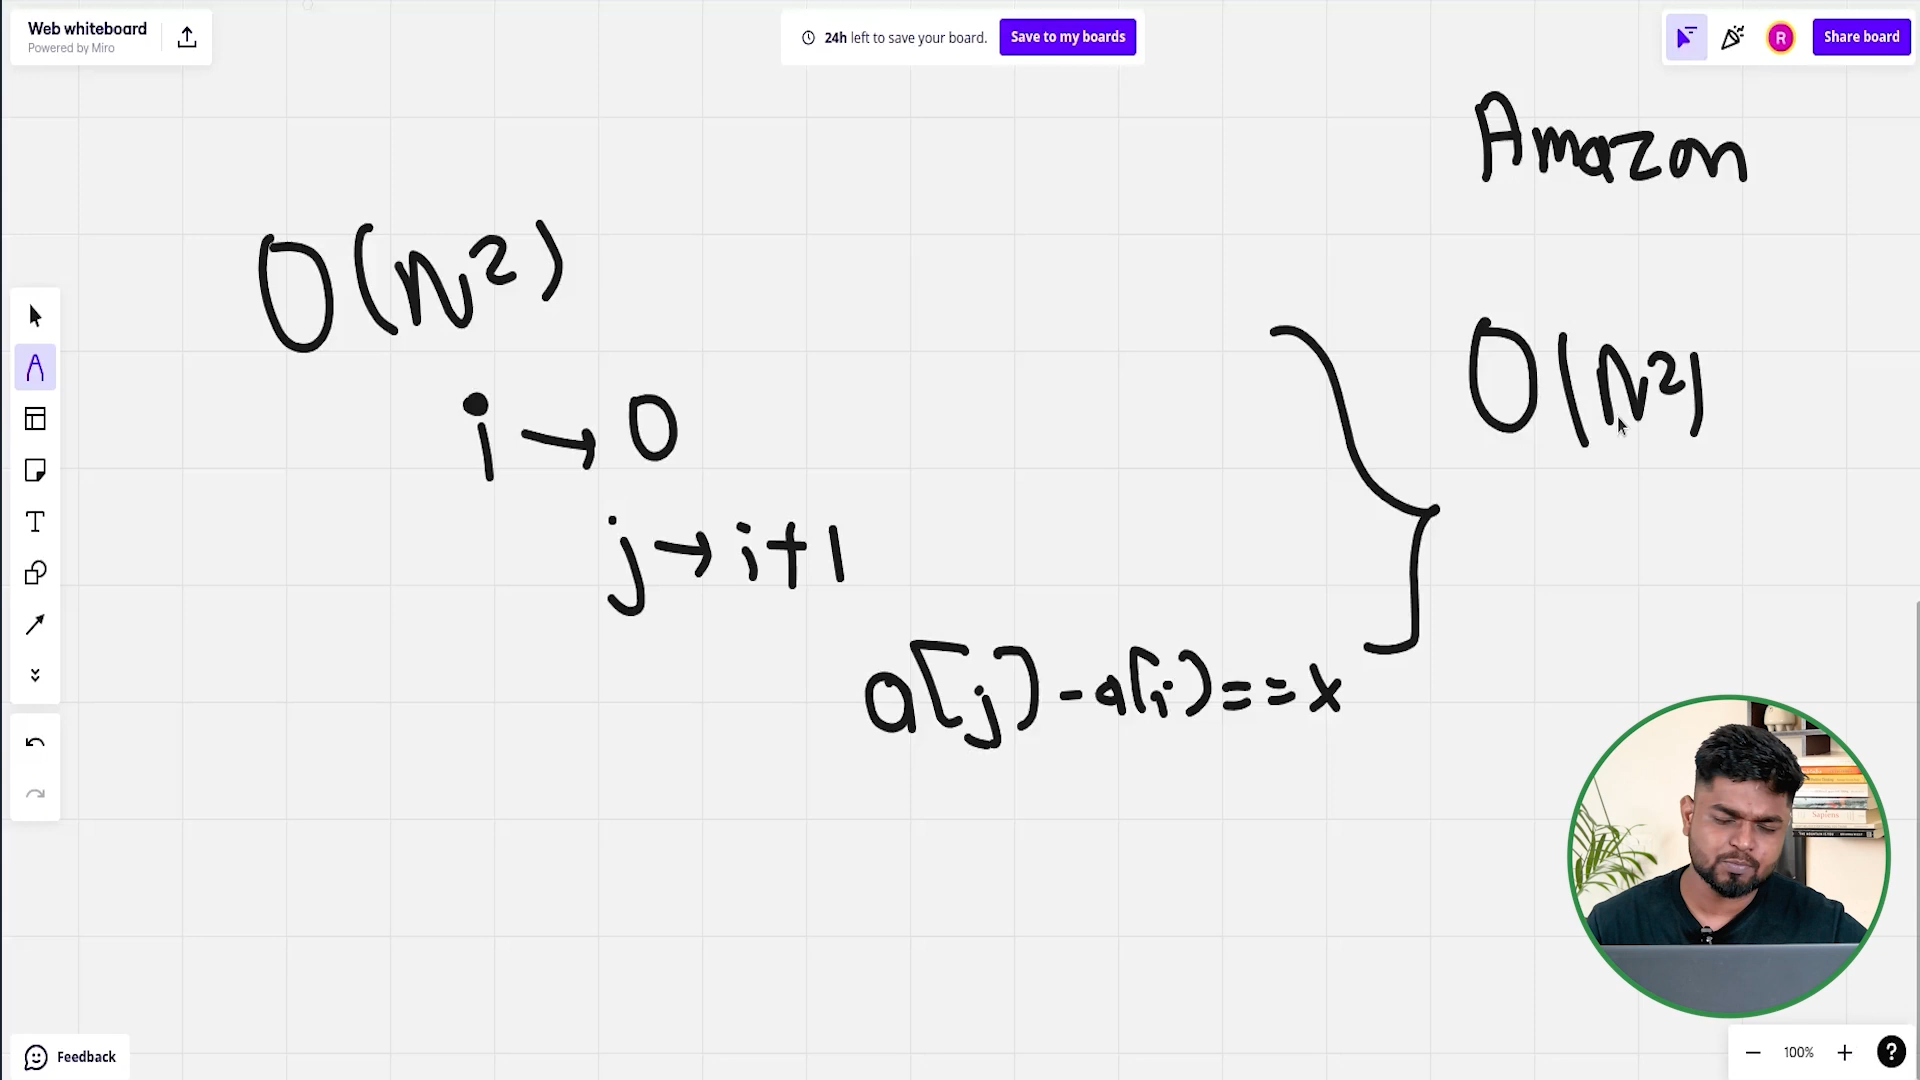 Web whiteboard
Powered by Miro
24h left to save your board.
Save to my boards
R
Share board
Amazon
O(N²)
O(N²)
i → 0
j → i+1
a[j] - a[i] == x
Sapiens
Feedback
100%
?